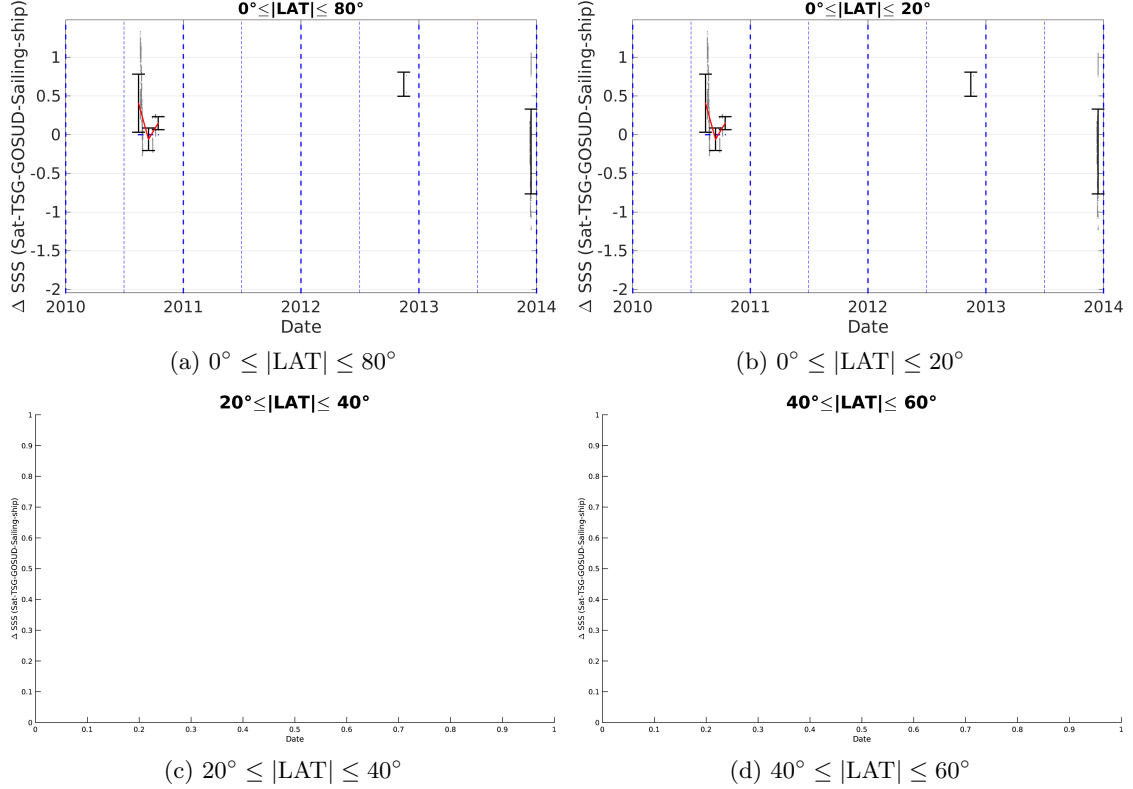 0°≤|LAT|≤ 80°
Δ SSS (Sat-TSG-GOSUD-Sailing-ship)
1
0.5
0
-0.5
-1
-1.5
-2
2010 2011 2012 2013 2014
Date
(a) 0° ≤ |LAT| ≤ 80°
0°≤|LAT|≤ 20°
Δ SSS (Sat-TSG-GOSUD-Sailing-ship)
1
0.5
0
-0.5
-1
-1.5
-2
2010 2011 2012 2013 2014
Date
(b) 0° ≤ |LAT| ≤ 20°
20°≤|LAT|≤ 40°
Δ SSS (Sat-TSG-GOSUD-Sailing-ship)
1
0.9
0.8
0.7
0.6
0.5
0.4
0.3
0.2
0.1
0
0 0.1 0.2 0.3 0.4 0.5 0.6 0.7 0.8 0.9 1
Date
(c) 20° ≤ |LAT| ≤ 40°
40°≤|LAT|≤ 60°
Δ SSS (Sat-TSG-GOSUD-Sailing-ship)
1
0.9
0.8
0.7
0.6
0.5
0.4
0.3
0.2
0.1
0
0 0.1 0.2 0.3 0.4 0.5 0.6 0.7 0.8 0.9 1
Date
(d) 40° ≤ |LAT| ≤ 60°